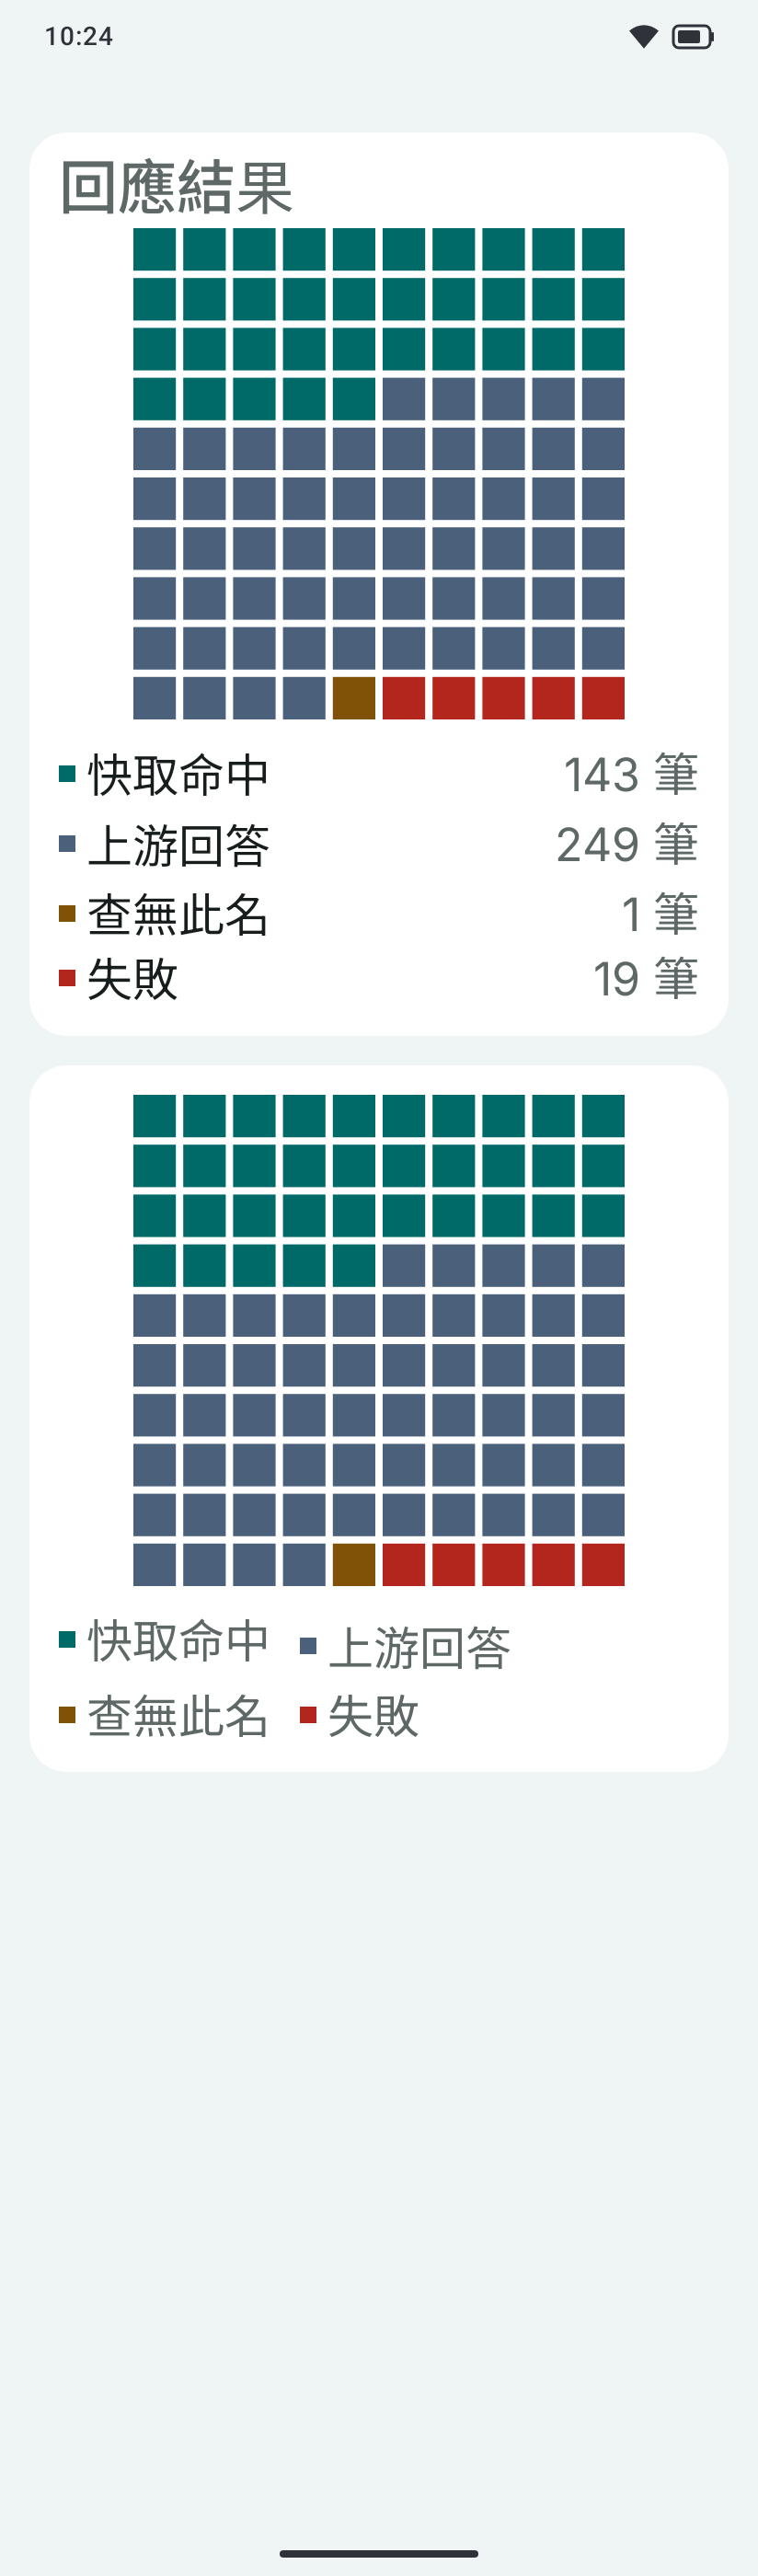 10:24
回應結果
快取命中 143 筆
上游回答 249 筆
查無此名 1 筆
失敗 19 筆
快取命中 上游回答
查無此名 失敗